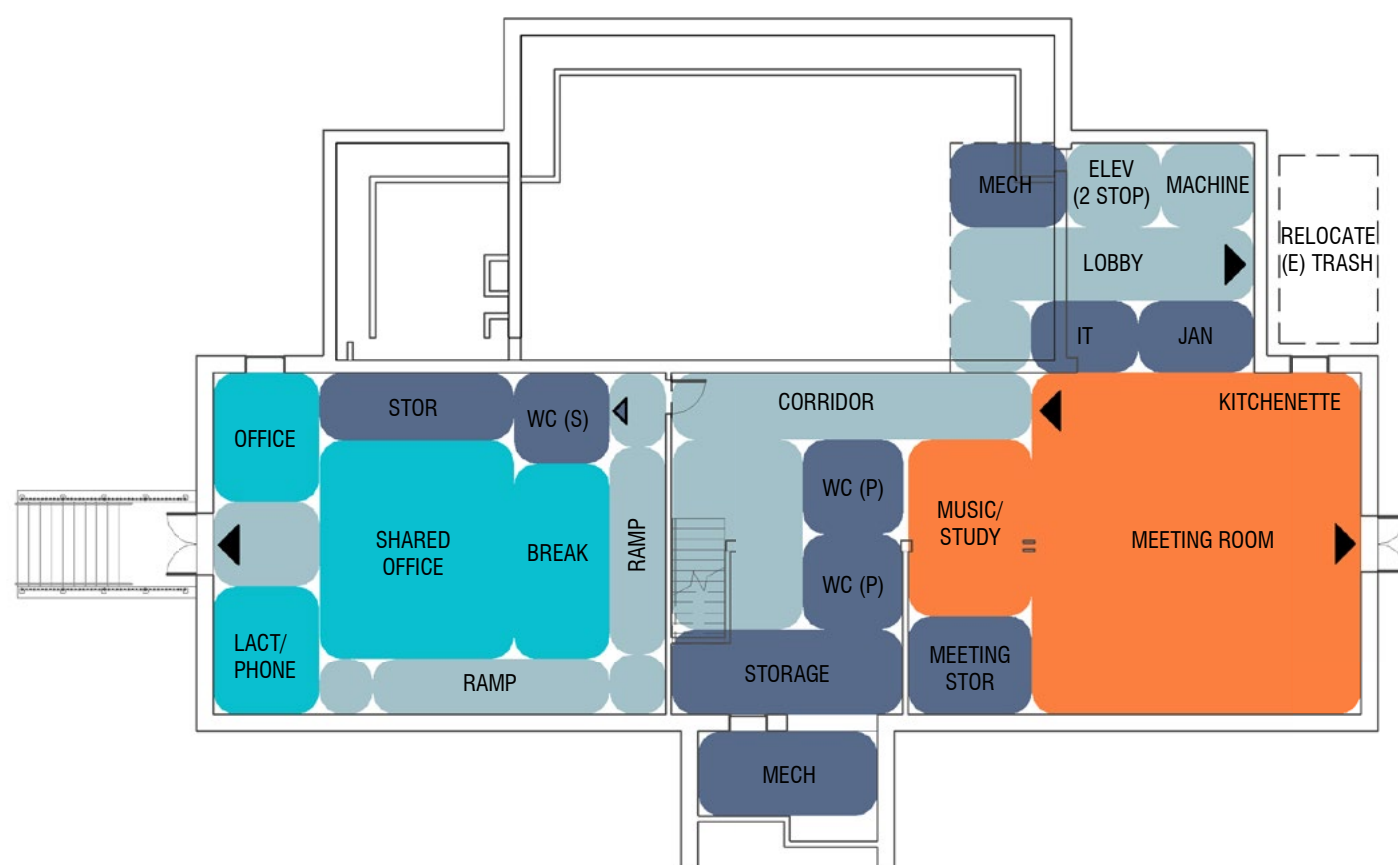 MECH
ELEV
(2 STOP)
MACHINE
LOBBY
RELOCATE
(E) TRASH
IT
JAN
OFFICE
STOR
WC (S)
CORRIDOR
KITCHENETTE
SHARED
OFFICE
BREAK
RAMP
WC (P)
WC (P)
MUSIC/
STUDY
MEETING ROOM
LACT/
PHONE
RAMP
STORAGE
MEETING
STOR
MECH